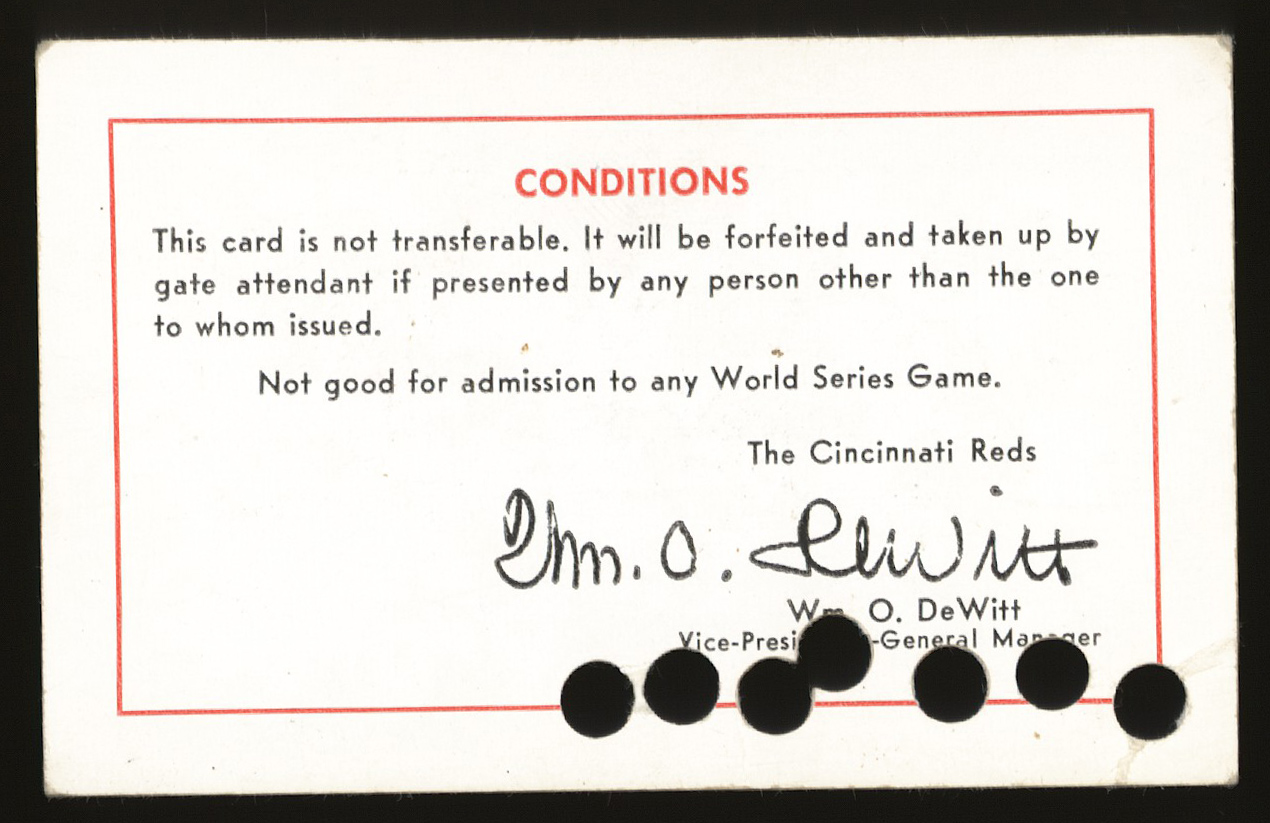 CONDITIONS
This card is not transferable. It will be forfeited and taken up by
gate attendant if presented by any person other than the one
to whom issued.
Not good for admission to any World Series Game.
The Cincinnati Reds
Wm. O. DeWitt
Wm. O. DeWitt
-General Manager